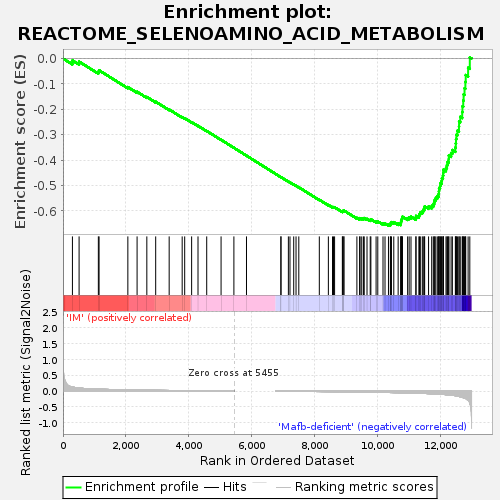 Enrichment plot:
REACTOME_SELENOAMINO_ACID_METABOLISM
Enrichment score (ES)
0.0
-0.1
-0.2
-0.3
-0.4
-0.5
-0.6
Ranked list metric (Signal2Noise)
2.5
2.0
1.5
1.0
0.5
0.0
-0.5
-1.0
'IM' (positively correlated)
Zero cross at 5455
'Mafb-deficient' (negatively correlated)
0 2,000 4,000 6,000 8,000 10,000 12,000
Rank in Ordered Dataset
Enrichment profile Hits Ranking metric scores